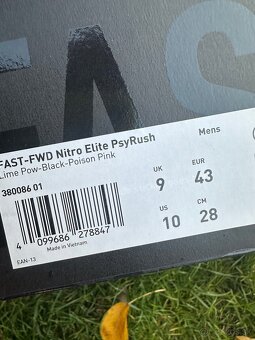 FAS
FAST-FWD Nitro Elite PsyRush
Mens
Lime Pow-Black-Poison Pink
380086 01
UK
EUR
9
43
US
CM
10
28
4 099686 278847
Made in Vietnam
EAN-13